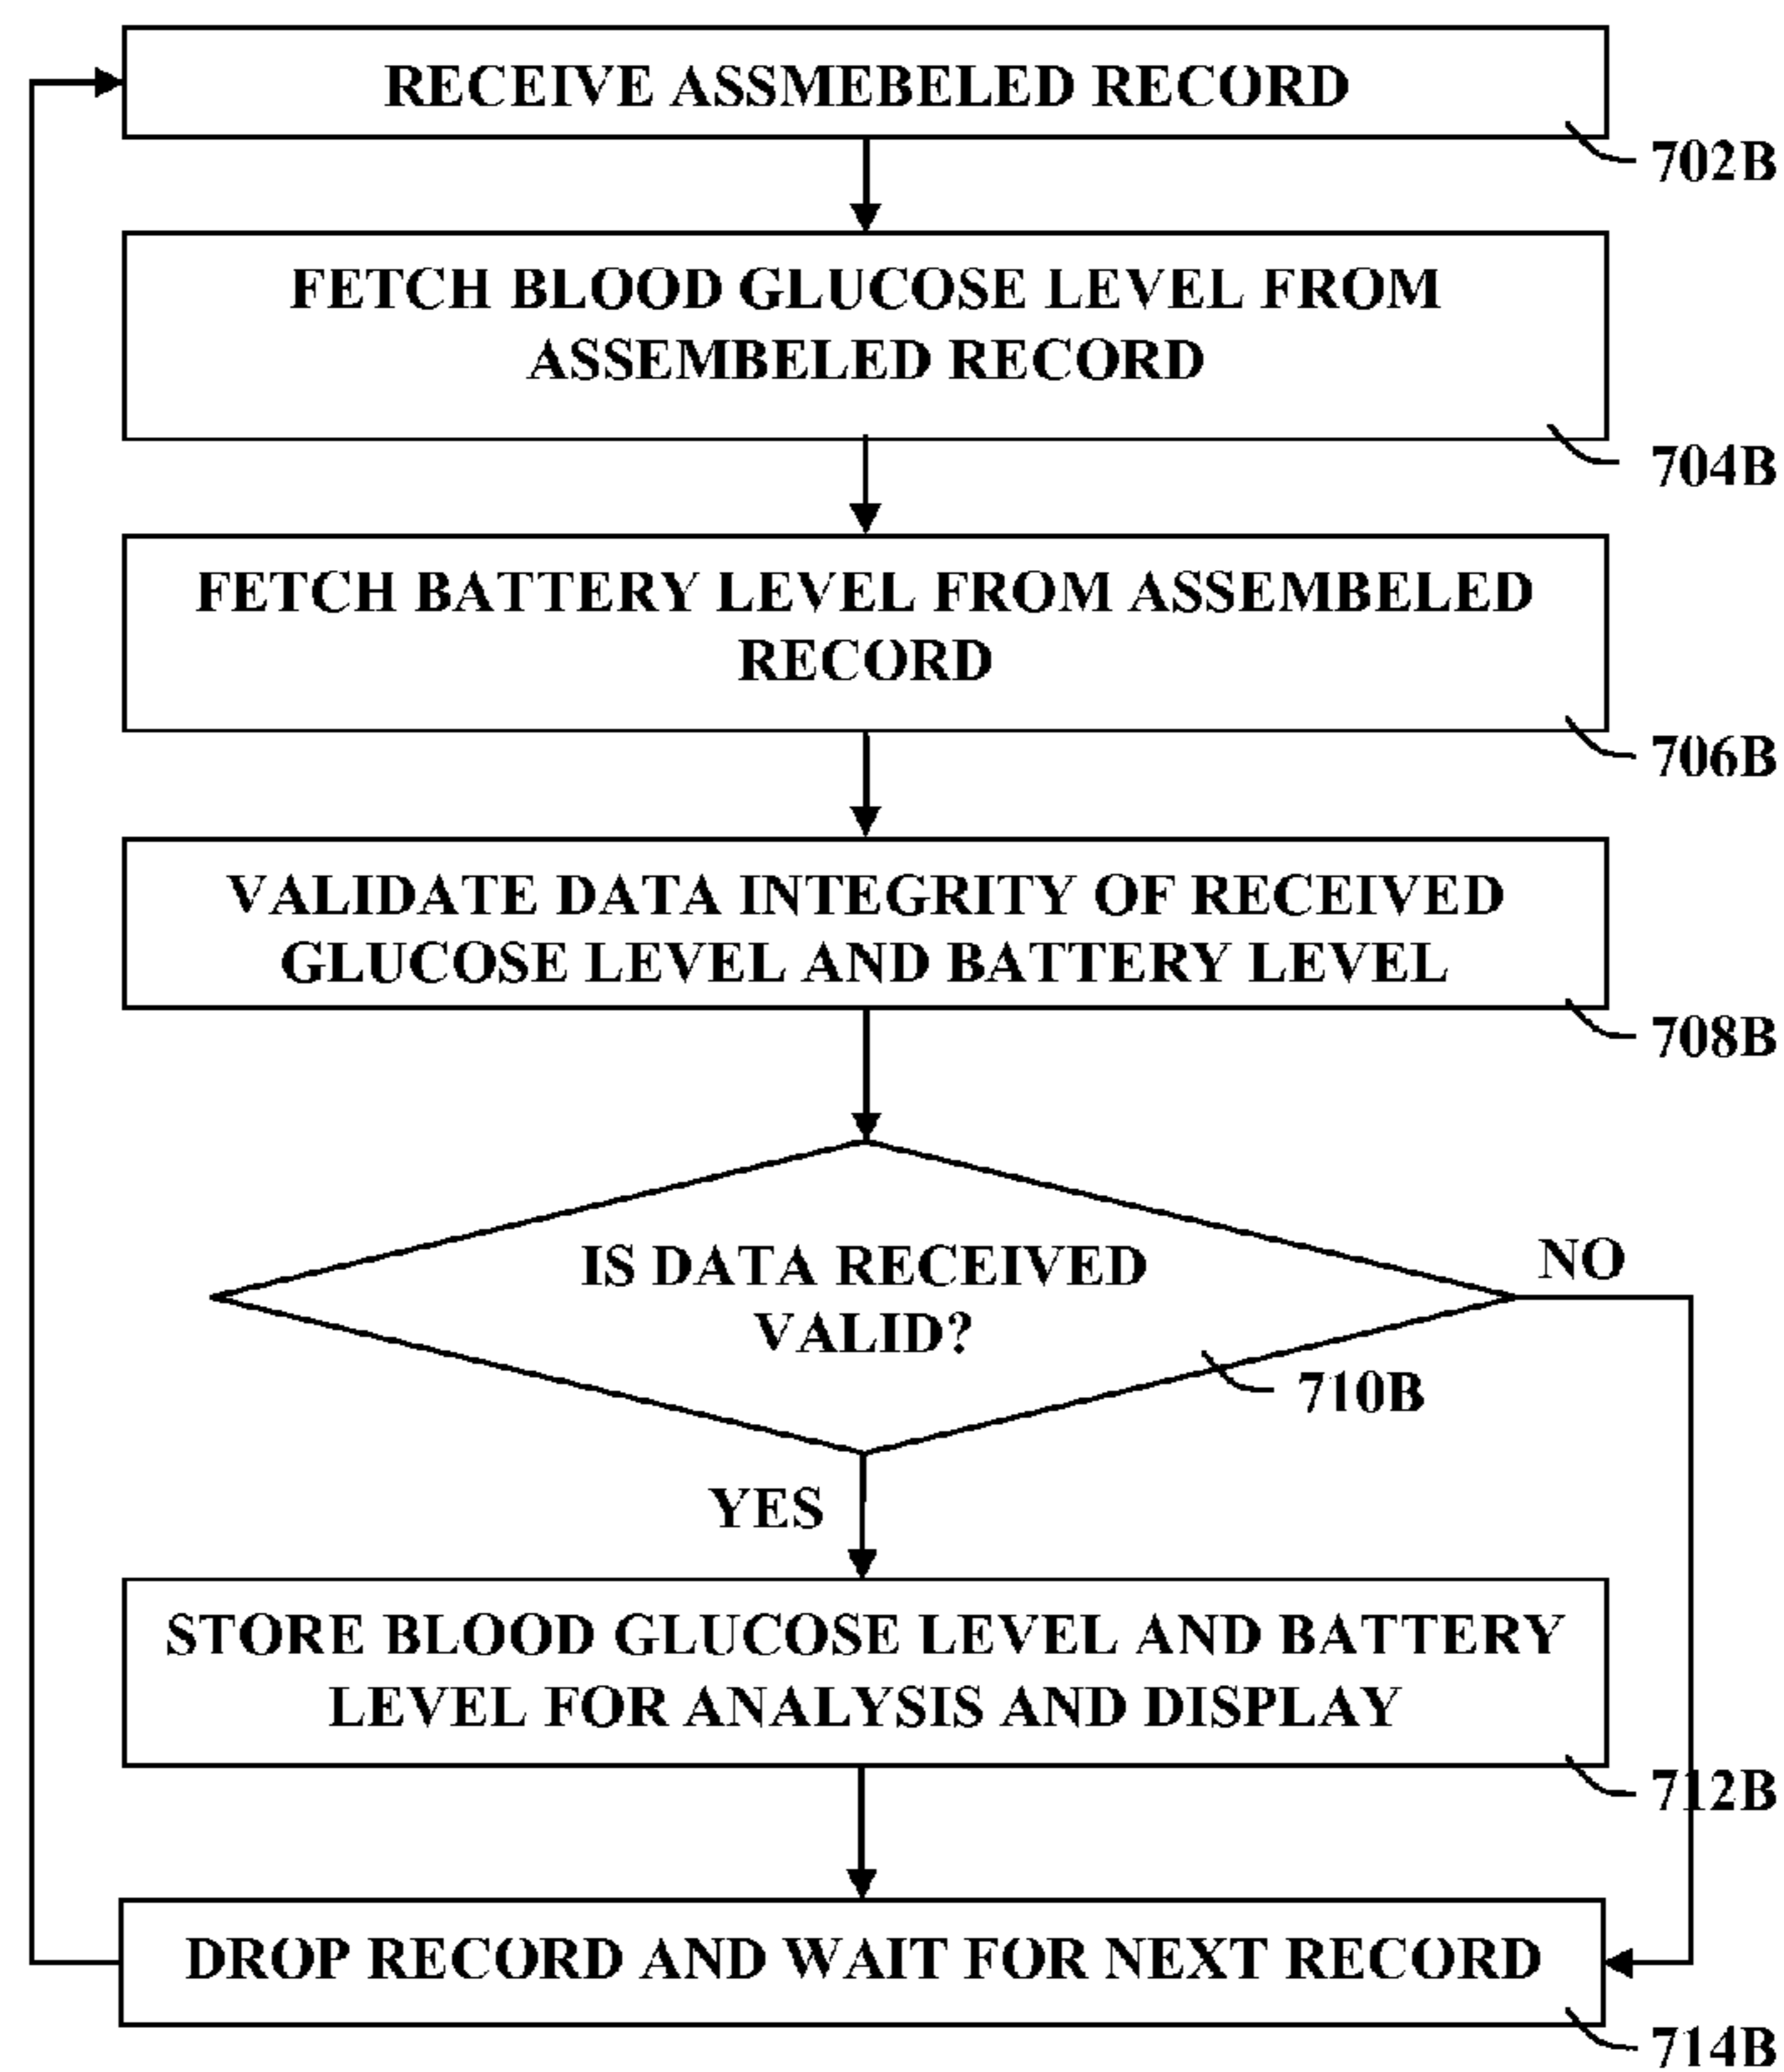 RECEIVE ASSMEBELED RECORD
702B
FETCH BLOOD GLUCOSE LEVEL FROM
ASSEMBELED RECORD
704B
FETCH BATTERY LEVEL FROM ASSEMBELED
RECORD
706B
VALIDATE DATA INTEGRITY OF RECEIVED
GLUCOSE LEVEL AND BATTERY LEVEL
708B
IS DATA RECEIVED
VALID?
NO
710B
YES
STORE BLOOD GLUCOSE LEVEL AND BATTERY
LEVEL FOR ANALYSIS AND DISPLAY
712B
DROP RECORD AND WAIT FOR NEXT RECORD
714B